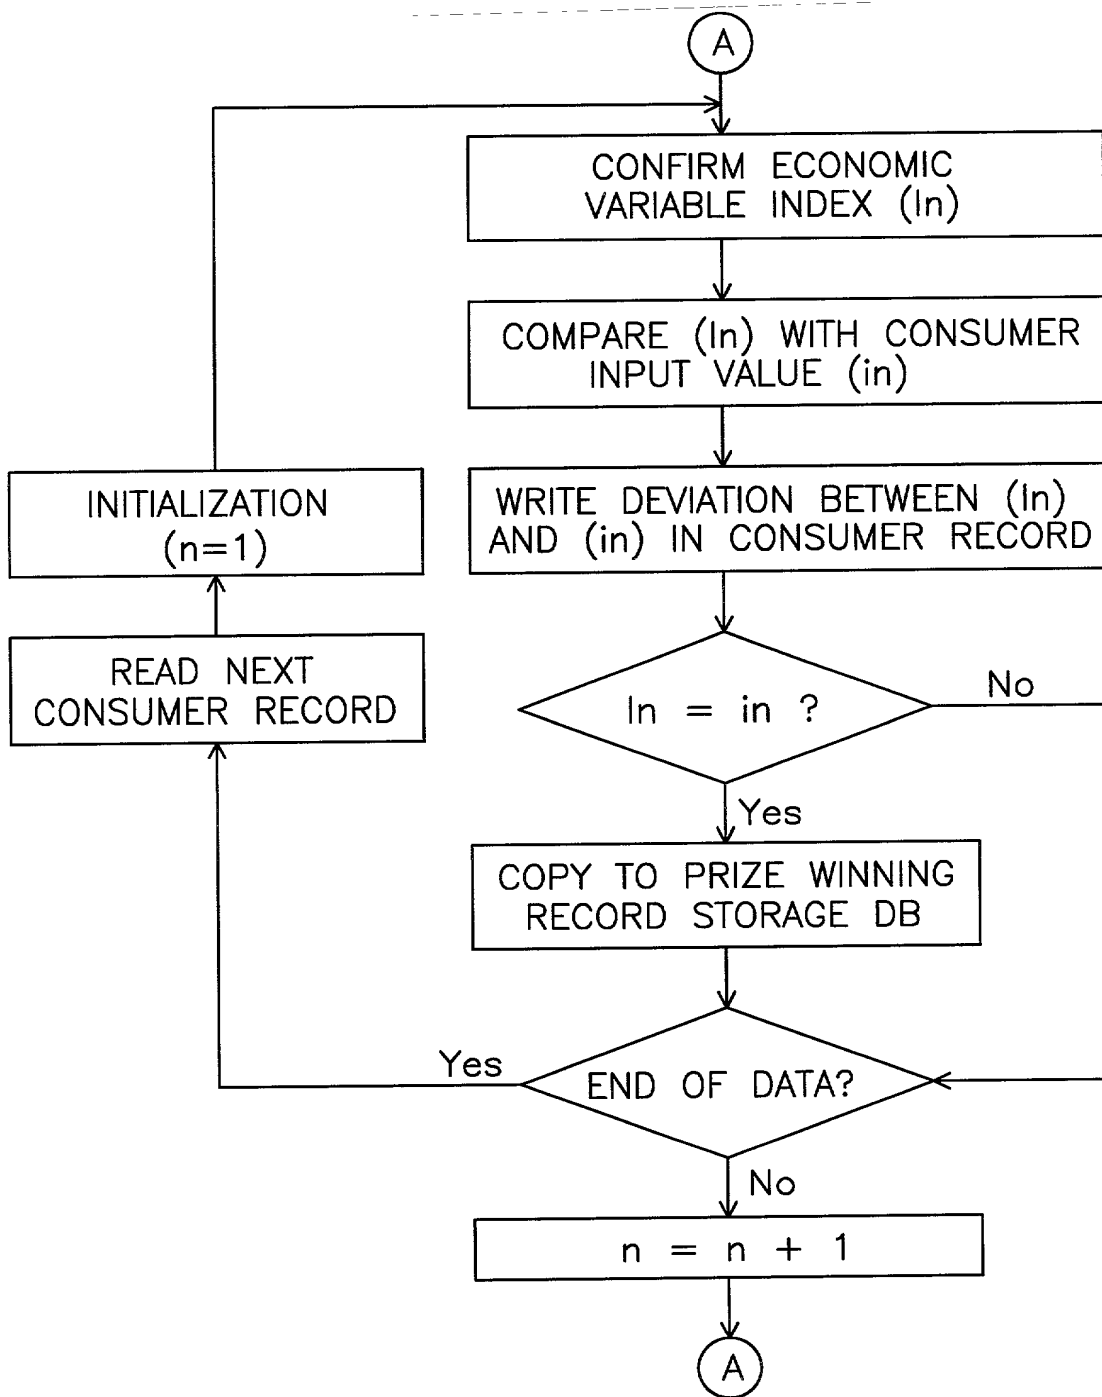 A
CONFIRM ECONOMIC
VARIABLE INDEX (In)
COMPARE (In) WITH CONSUMER
INPUT VALUE (in)
WRITE DEVIATION BETWEEN (In)
AND (in) IN CONSUMER RECORD
INITIALIZATION
(n=1)
READ NEXT
CONSUMER RECORD
In = in ?
No
Yes
COPY TO PRIZE WINNING
RECORD STORAGE DB
Yes
END OF DATA?
No
n = n + 1
A